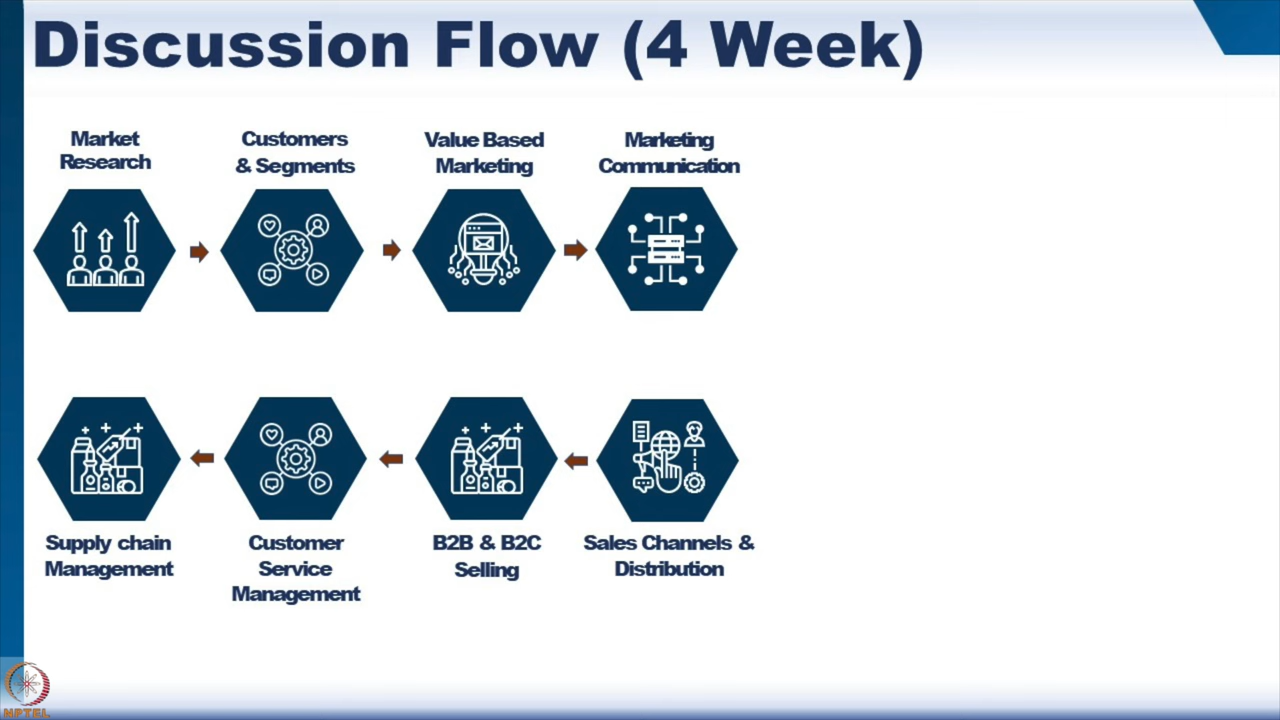 Discussion Flow (4 Week)
Market
Research
Customers
& Segments
Value Based
Marketing
Marketing
Communication
Supply chain
Management
Customer
Service
Management
B2B & B2C
Selling
Sales Channels &
Distribution
NPTEL